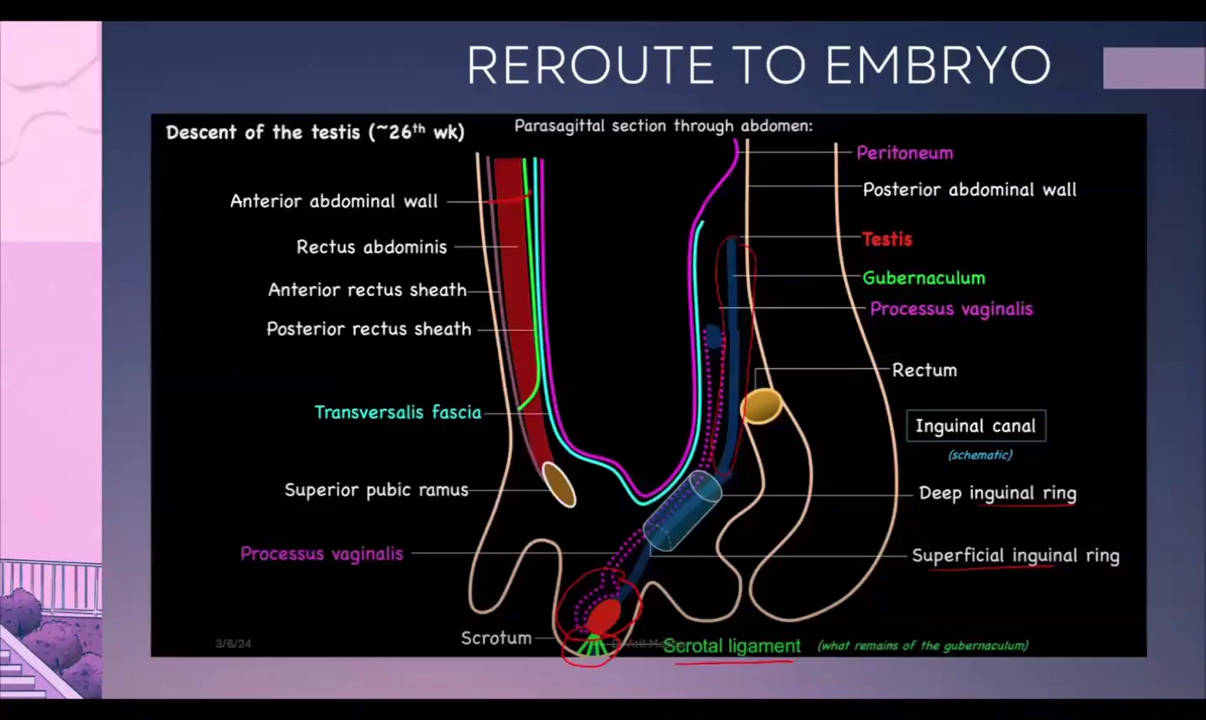 REROUTE TO EMBRYO
Descent of the testis (~26th wk)
Parasagittal section through abdomen:
Peritoneum
Posterior abdominal wall
Anterior abdominal wall
Testis
Rectus abdominis
Gubernaculum
Anterior rectus sheath
Processus vaginalis
Posterior rectus sheath
Rectum
Transversalis fascia
Inguinal canal
(schematic)
Superior pubic ramus
Deep inguinal ring
Processus vaginalis
Superficial inguinal ring
Scrotum
Scrotal ligament
(what remains of the gubernaculum)
3/8/24
Atif